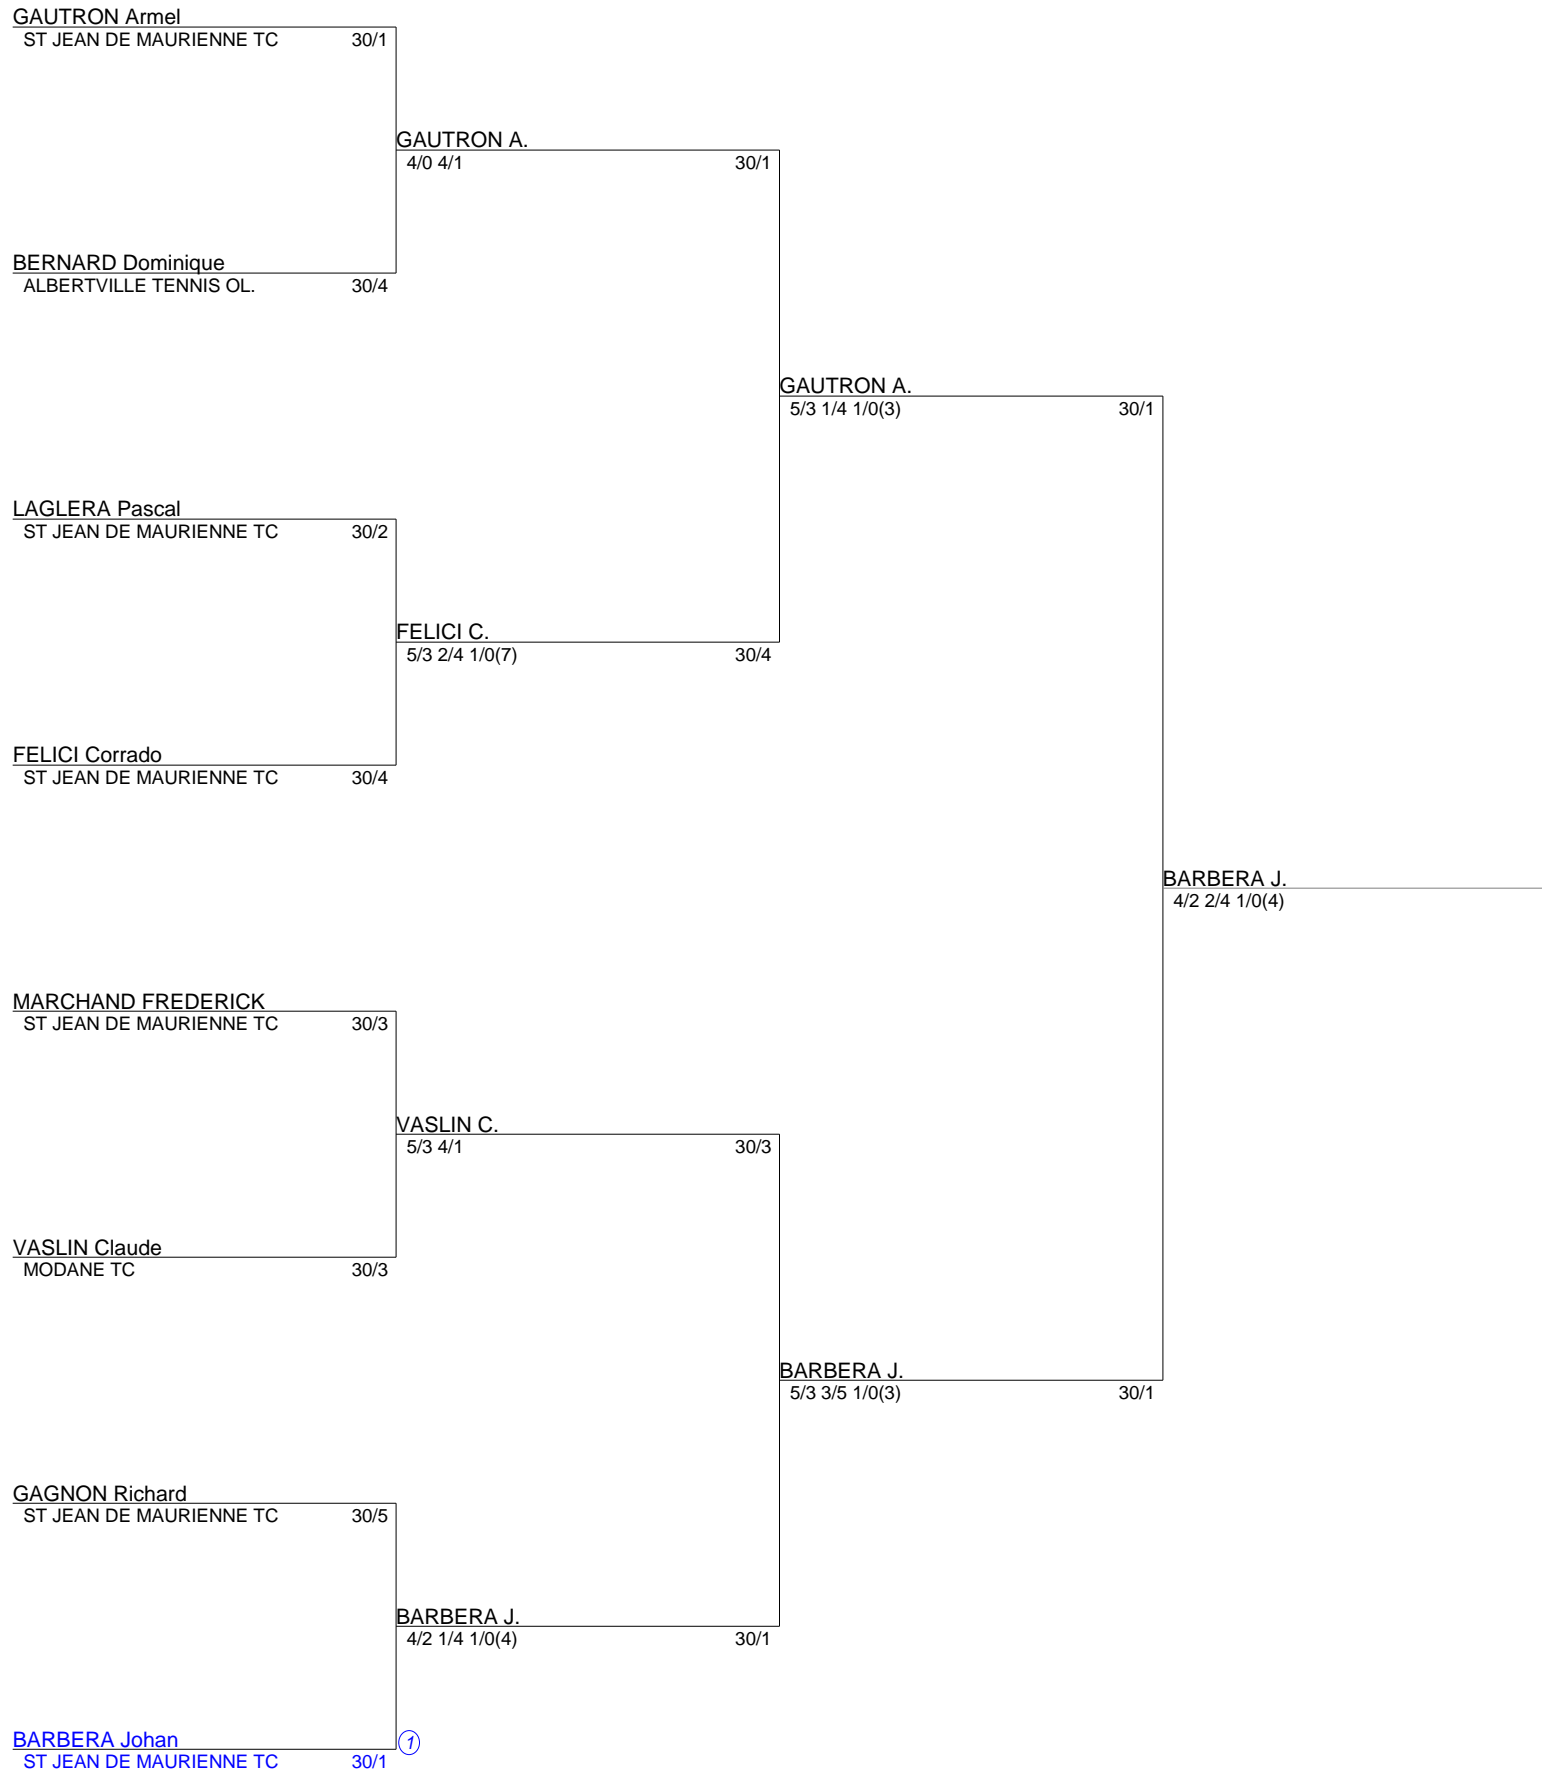 GAUTRON Armel
ST JEAN DE MAURIENNE TC 30/1
GAUTRON A.
4/0 4/1 30/1
BERNARD Dominique
ALBERTVILLE TENNIS OL. 30/4
GAUTRON A.
5/3 1/4 1/0(3) 30/1
LAGLERA Pascal
ST JEAN DE MAURIENNE TC 30/2
FELICI C.
5/3 2/4 1/0(7) 30/4
FELICI Corrado
ST JEAN DE MAURIENNE TC 30/4
BARBERA J.
4/2 2/4 1/0(4)
MARCHAND FREDERICK
ST JEAN DE MAURIENNE TC 30/3
VASLIN C.
5/3 4/1 30/3
VASLIN Claude
MODANE TC 30/3
BARBERA J.
5/3 3/5 1/0(3) 30/1
GAGNON Richard
ST JEAN DE MAURIENNE TC 30/5
BARBERA J.
4/2 1/4 1/0(4) 30/1
BARBERA Johan 1
ST JEAN DE MAURIENNE TC 30/1